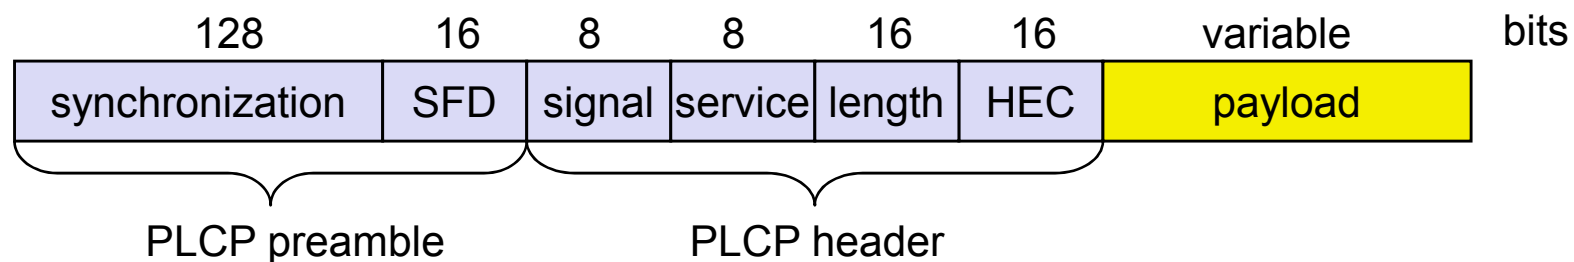 128 16 8 8 16 16 variable bits
synchronization SFD signal service length HEC payload
PLCP preamble PLCP header